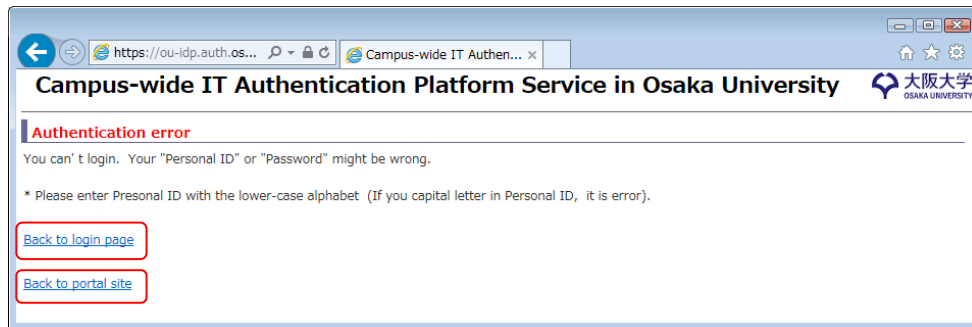 https://ou-idp.auth.os...
Campus-wide IT Authen...
Campus-wide IT Authentication Platform Service in Osaka University
大阪大学
OSAKA UNIVERSITY
Authentication error
You can' t login. Your "Personal ID" or "Password" might be wrong.
* Please enter Presonal ID with the lower-case alphabet (If you capital letter in Personal ID, it is error).
Back to login page
Back to portal site